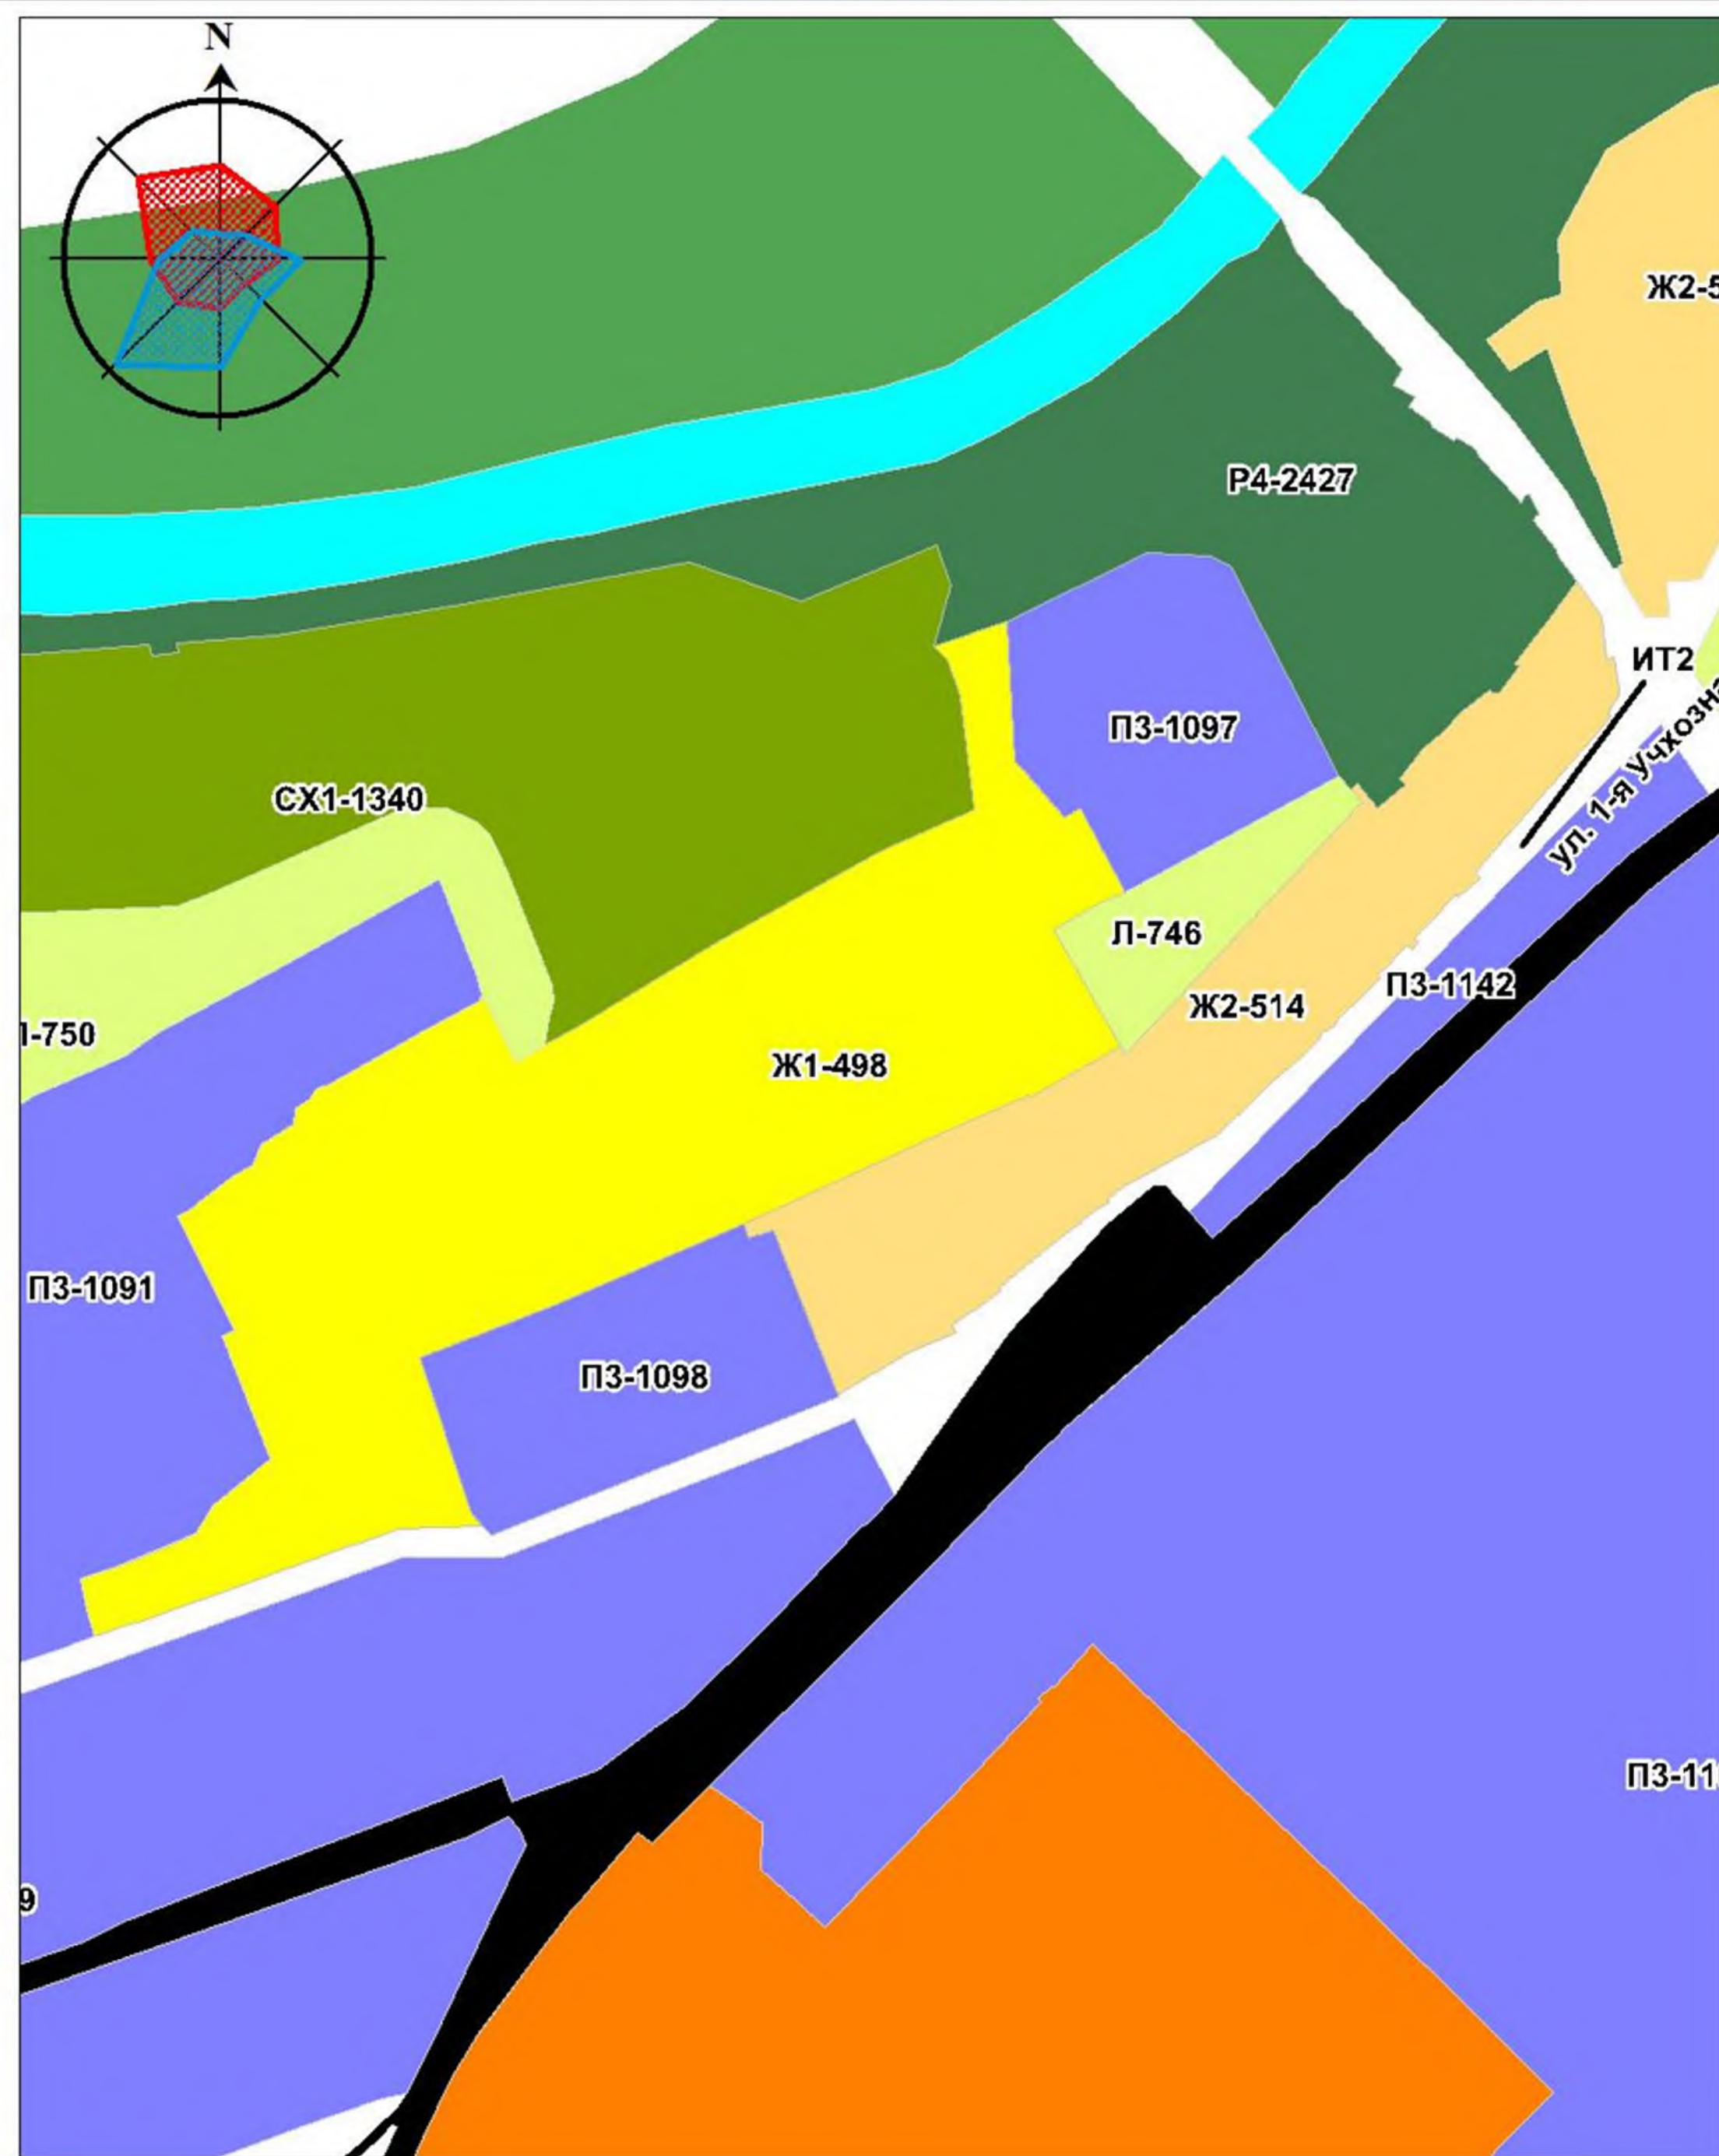 N
Ж2-5
Р4-2427
ИТ2
П3-1097
ул. 1-я Учхозна
СХ1-1340
Л-746
П3-1142
Ж2-514
Л-750
Ж1-498
П3-1091
П3-1098
П3-11
9